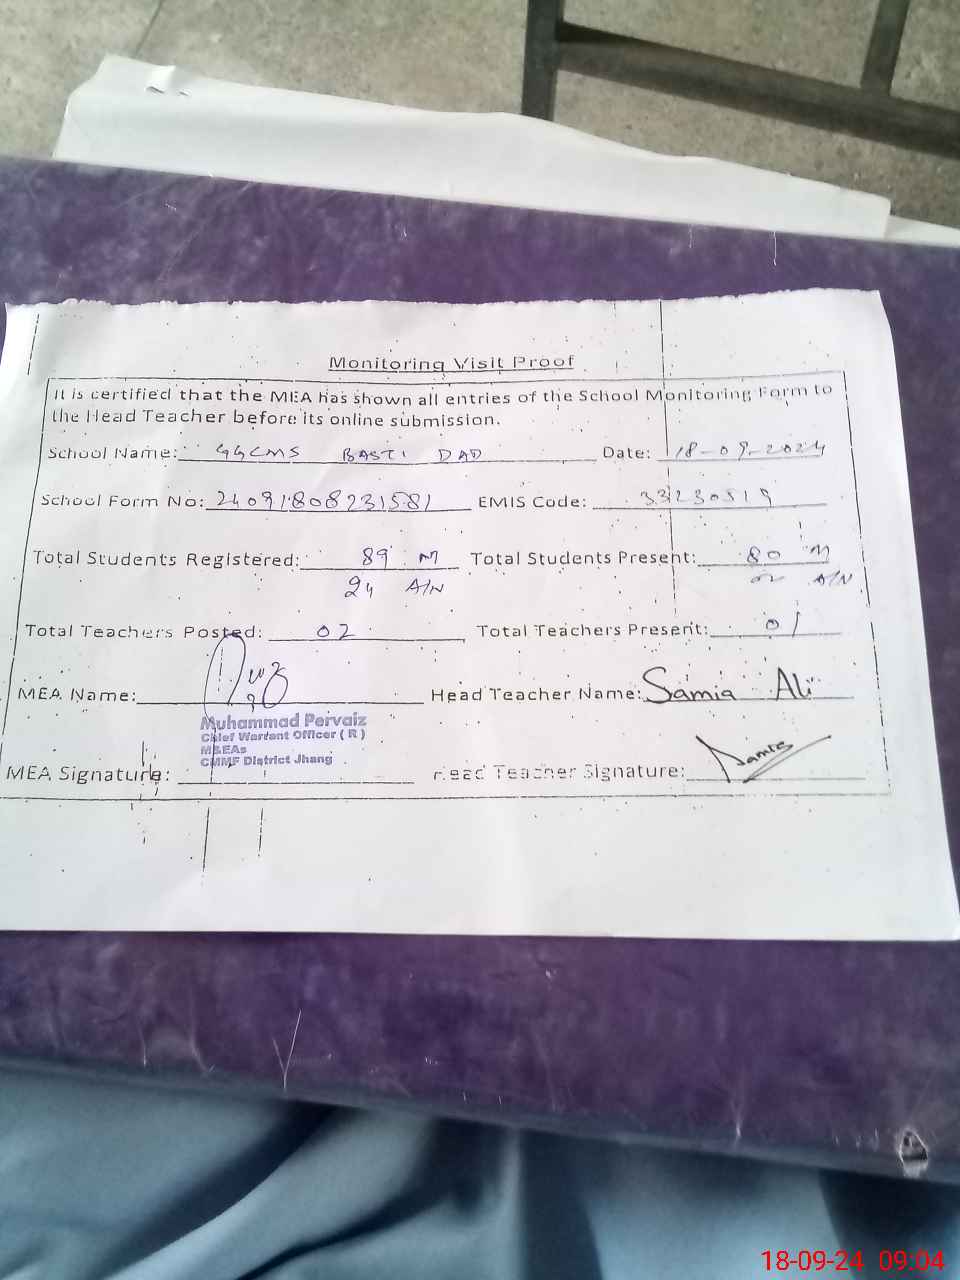 Monitoring Visit Proof
It is certified that the MEA has shown all entries of the School Monitoring Form to
the Head Teacher before its online submission.
School Name: GGCMS BASTI DAD Date: 18-09-2024
School Form No: 24091808231581 EMIS Code: 33230519
Total Students Registered: 89 M Total Students Present: 80 M
24 A/N A/N
Total Teachers Posted: 02 Total Teachers Present: 01
MEA Name: Head Teacher Name: Samia Ali
Muhammad Pervaiz
Chief Warrant Officer ( R )
M&EAs
CMMF District Jhang
MEA Signature: Head Teacher Signature: Samia
18-09-24 09:04